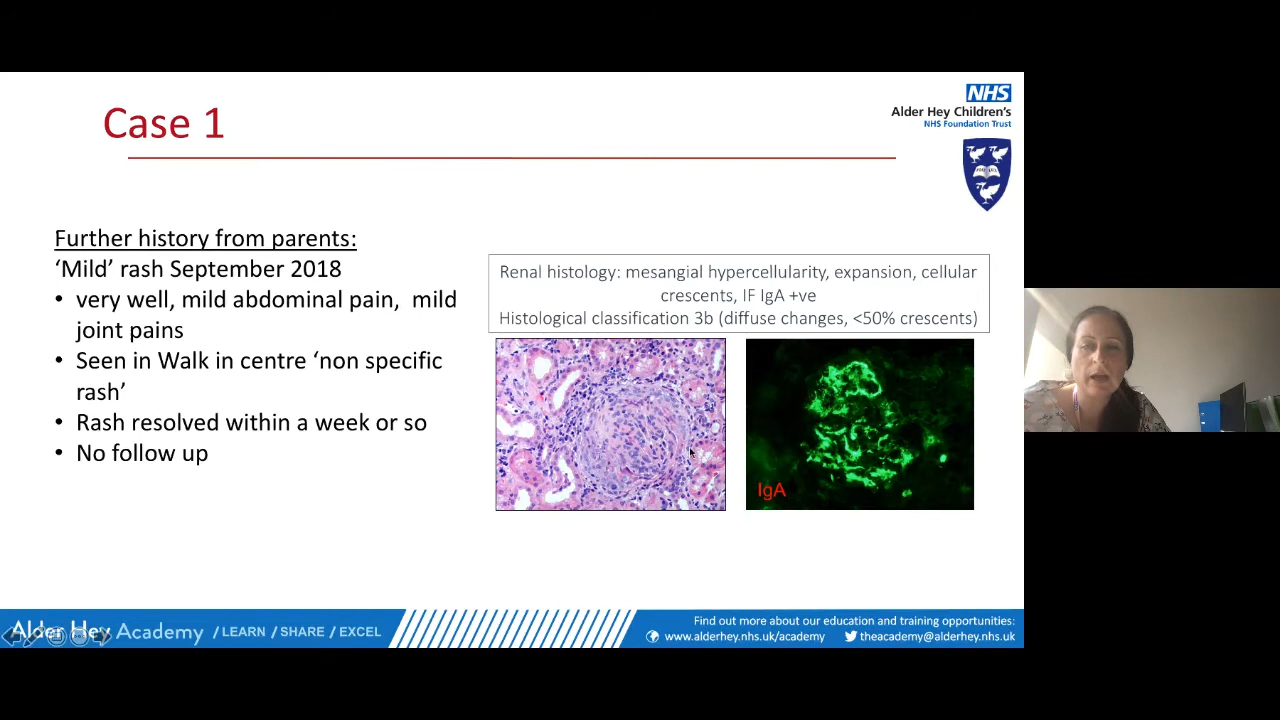 Case 1
NHS
Alder Hey Children's
NHS Foundation Trust
Further history from parents:
‘Mild’ rash September 2018
• very well, mild abdominal pain, mild
joint pains
• Seen in Walk in centre ‘non specific
rash’
• Rash resolved within a week or so
• No follow up
Renal histology: mesangial hypercellularity, expansion, cellular
crescents, IF IgA +ve
Histological classification 3b (diffuse changes, <50% crescents)
IgA
Alder Hey Academy / LEARN / SHARE / EXCEL
Find out more about our education and training opportunities:
www.alderhey.nhs.uk/academy theacademy@alderhey.nhs.uk